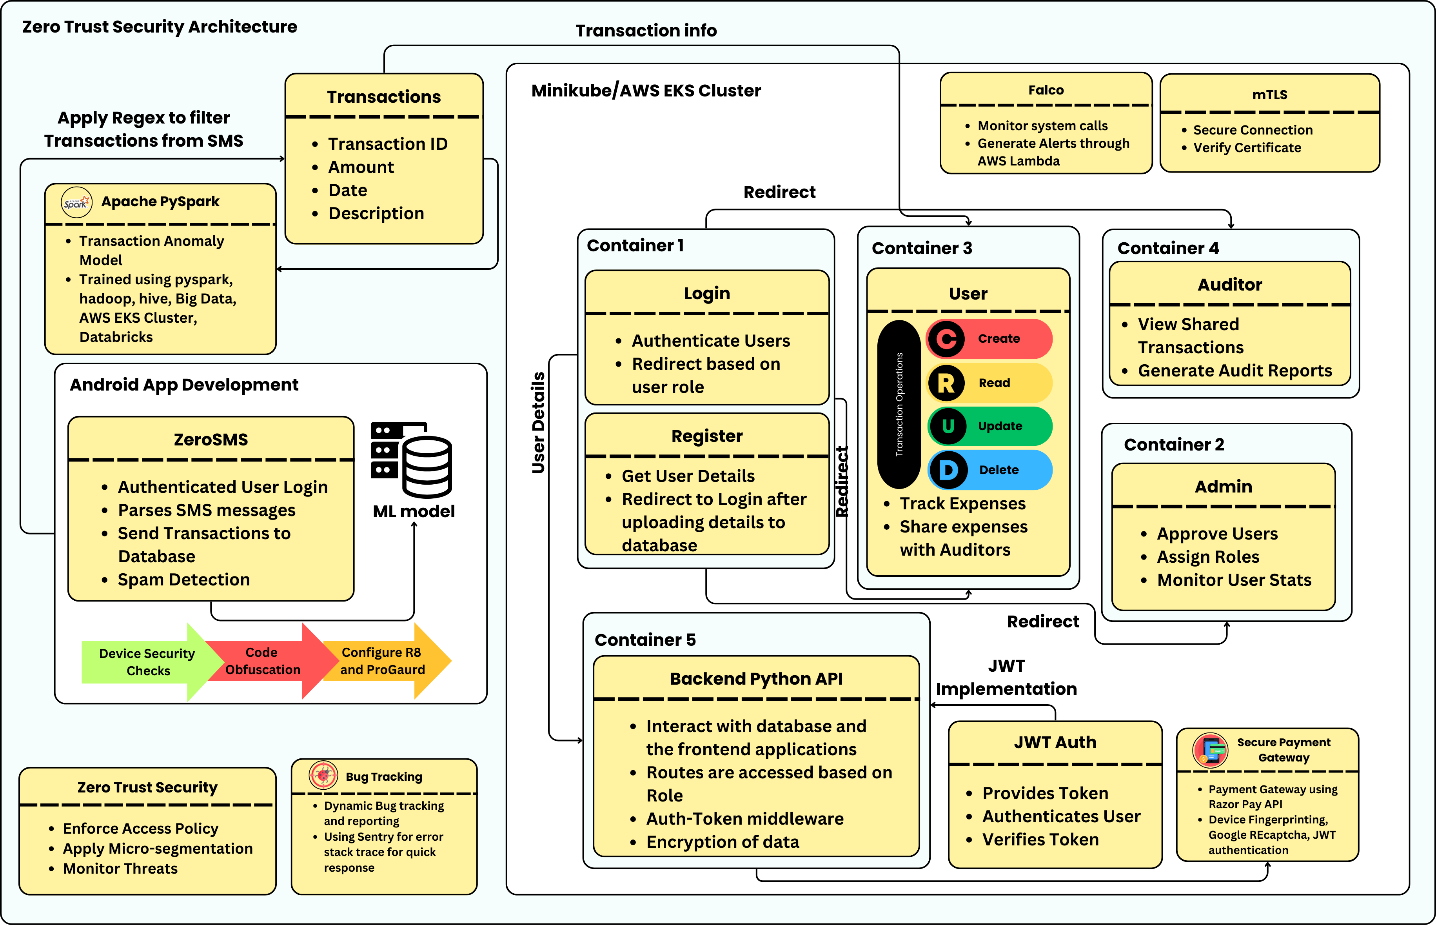 Zero Trust Security Architecture
Transaction info
Apply Regex to filter
Transactions from SMS
Transactions
Transaction ID
Amount
Date
Description
Spark
Apache PySpark
Transaction Anomaly
Model
Trained using pyspark,
hadoop, hive, Big Data,
AWS EKS Cluster,
Databricks
Android App Development
ZeroSMS
Authenticated User Login
Parses SMS messages
Send Transactions to
Database
Spam Detection
ML model
Device Security
Checks
Code
Obfuscation
Configure R8
and ProGaurd
Zero Trust Security
Enforce Access Policy
Apply Micro-segmentation
Monitor Threats
Bug Tracking
Dynamic Bug tracking
and reporting
Using Sentry for error
stack trace for quick
response
Minikube/AWS EKS Cluster
Falco
Monitor system calls
Generate Alerts through
AWS Lambda
mTLS
Secure Connection
Verify Certificate
Redirect
Container 1
Login
Authenticate Users
Redirect based on
user role
Register
Get User Details
Redirect to Login after
uploading details to
database
User Details
Redirect
Container 3
User
Transaction Operations
C Create
R Read
U Update
D Delete
Track Expenses
Share expenses
with Auditors
Container 4
Auditor
View Shared
Transactions
Generate Audit Reports
Container 2
Admin
Approve Users
Assign Roles
Monitor User Stats
Redirect
Container 5
Backend Python API
Interact with database and
the frontend applications
Routes are accessed based on
Role
Auth-Token middleware
Encryption of data
JWT
Implementation
JWT Auth
Provides Token
Authenticates User
Verifies Token
Secure Payment
Gateway
Payment Gateway using
Razor Pay API
Device Fingerprinting,
Google REcaptcha, JWT
authentication